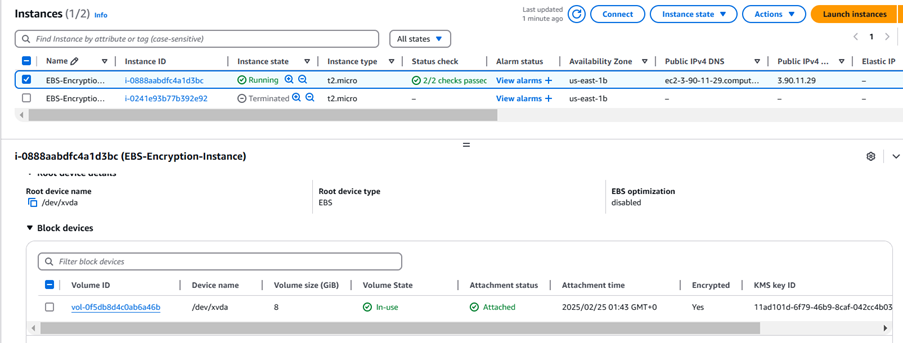 Instances (1/2) Info
Last updated
1 minute ago
Connect
Instance state
Actions
Launch instances
Find Instance by attribute or tag (case-sensitive)
All states
1
Name Instance ID Instance state Instance type Status check Alarm status Availability Zone Public IPv4 DNS Public IPv4 ... Elastic IP
EBS-Encryptio... i-0888aabdfc4a1d3bc Running t2.micro 2/2 checks passec View alarms + us-east-1b ec2-3-90-11-29.comput... 3.90.11.29 –
EBS-Encryptio... i-0241e93b77b392e92 Terminated t2.micro – View alarms + us-east-1b – – –
i-0888aabdfc4a1d3bc (EBS-Encryption-Instance)
Root device details
Root device name Root device type EBS optimization
/dev/xvda EBS disabled
Block devices
Filter block devices
Volume ID Device name Volume size (GiB) Volume State Attachment status Attachment time Encrypted KMS key ID
vol-0f5db8d4c0ab6a46b /dev/xvda 8 In-use Attached 2025/02/25 01:43 GMT+0 Yes 11ad101d-6f79-46b9-8caf-042cc4b03